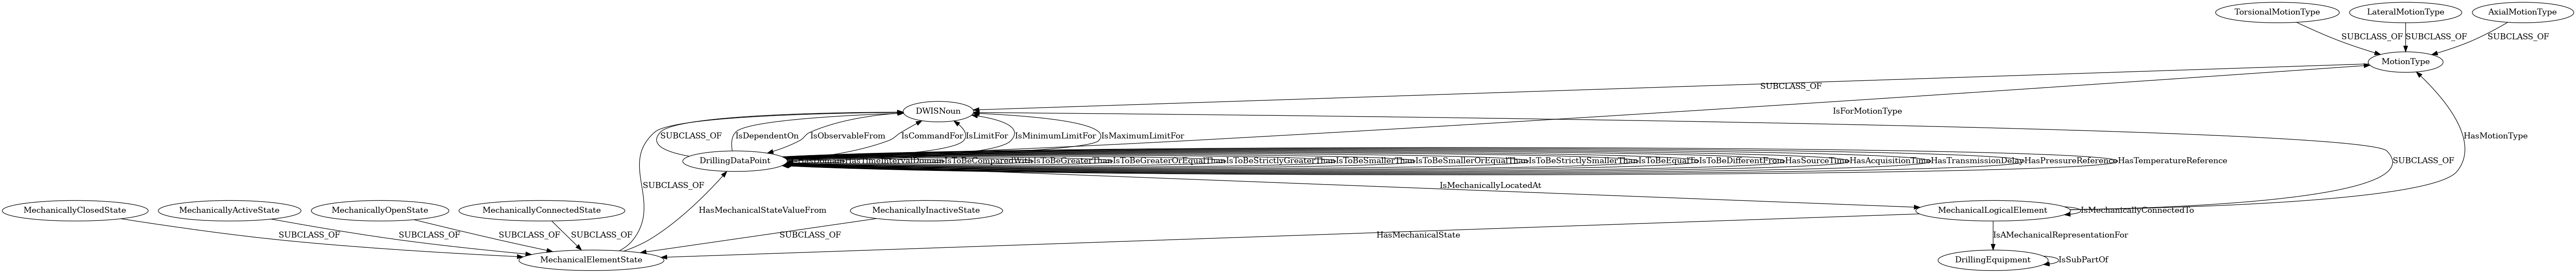 TorsionalMotionType
LateralMotionType
AxialMotionType
SUBCLASS_OF
SUBCLASS_OF
SUBCLASS_OF
MotionType
SUBCLASS_OF
DWISNoun
IsForMotionType
SUBCLASS_OF
IsDependentOn
IsObservableFrom
IsCommandFor
IsLimitFor
IsMinimumLimitFor
IsMaximumLimitFor
HasMotionType
DrillingDataPoint
HasDomain
HasTimeIntervalDomain
IsToBeComparedWith
IsToBeGreaterThan
IsToBeGreaterOrEqualThan
IsToBeStrictlyGreaterThan
IsToBeSmallerThan
IsToBeSmallerOrEqualThan
IsToBeStrictlySmallerThan
IsToBeEqualTo
IsToBeDifferentFrom
HasSourceTime
HasAcquisitionTime
HasTransmissionDelay
HasPressureReference
HasTemperatureReference
SUBCLASS_OF
SUBCLASS_OF
IsMechanicallyLocatedAt
MechanicallyClosedState
MechanicallyActiveState
MechanicallyOpenState
MechanicallyConnectedState
HasMechanicalStateValueFrom
MechanicallyInactiveState
MechanicalLogicalElement
IsMechanicallyConnectedTo
SUBCLASS_OF
SUBCLASS_OF
SUBCLASS_OF
SUBCLASS_OF
SUBCLASS_OF
HasMechanicalState
IsAMechanicalRepresentationFor
MechanicalElementState
DrillingEquipment
IsSubPartOf